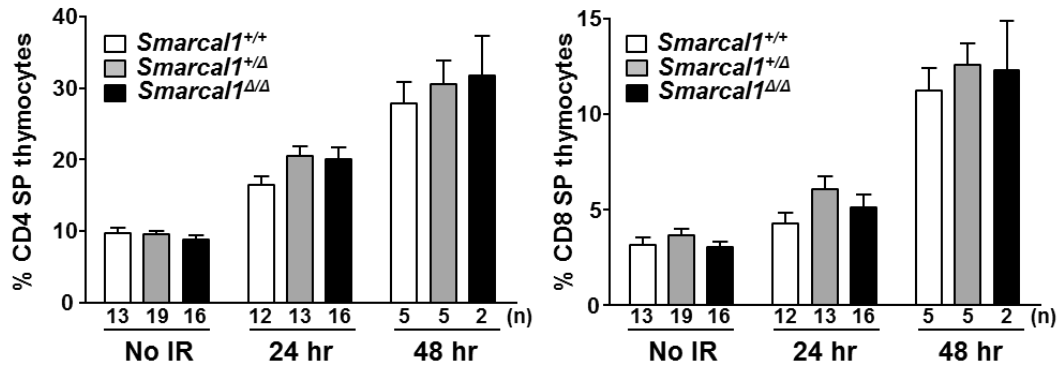 % CD4 SP thymocytes
40
30
20
10
0
Smarcal1+/+
Smarcal1+/Δ
Smarcal1Δ/Δ
13 19 16 12 13 16 5 5 2 (n)
No IR 24 hr 48 hr
% CD8 SP thymocytes
15
10
5
0
Smarcal1+/+
Smarcal1+/Δ
Smarcal1Δ/Δ
13 19 16 12 13 16 5 5 2 (n)
No IR 24 hr 48 hr